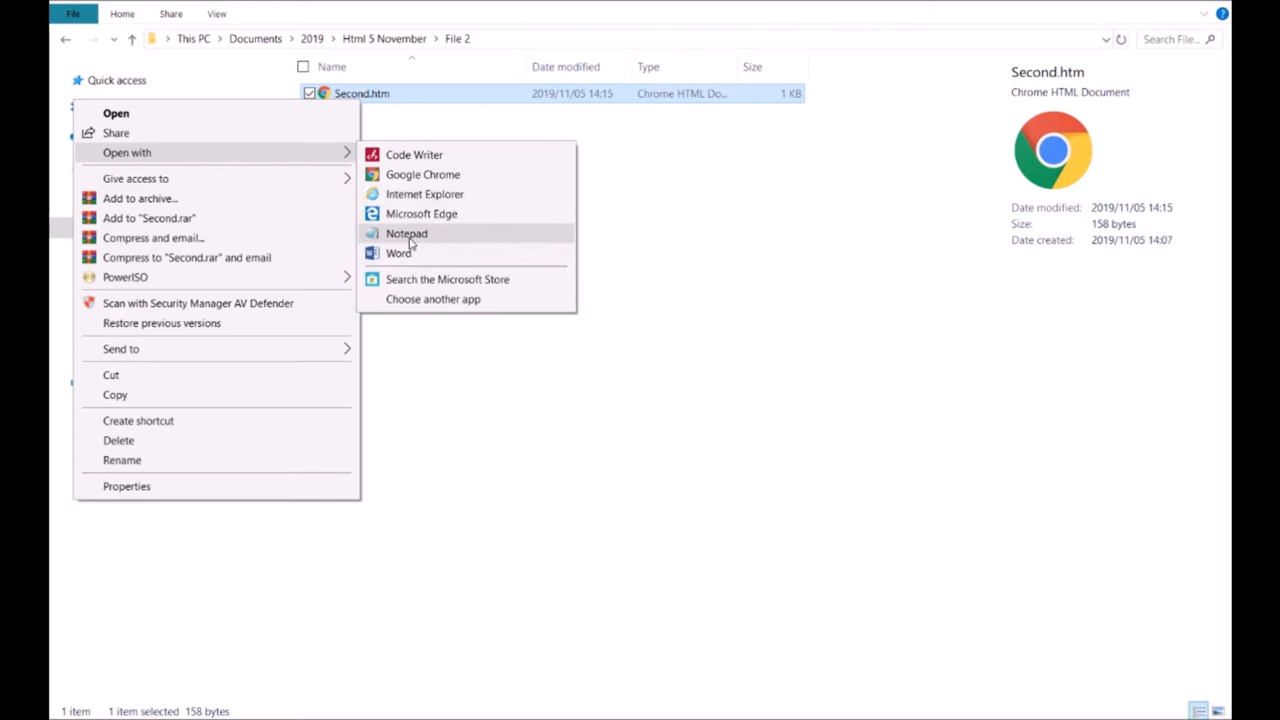 File Home Share View
This PC Documents 2019 Html 5 November File 2 Search File...
Quick access
Name Date modified Type Size
Second.htm 2019/11/05 14:15 Chrome HTML Do... 1 KB
Open
Share
Open with
Give access to
Add to archive...
Add to "Second.rar"
Compress and email...
Compress to "Second.rar" and email
PowerISO
Scan with Security Manager AV Defender
Restore previous versions
Send to
Cut
Copy
Create shortcut
Delete
Rename
Properties
Code Writer
Google Chrome
Internet Explorer
Microsoft Edge
Notepad
Word
Search the Microsoft Store
Choose another app
Second.htm
Chrome HTML Document
Date modified: 2019/11/05 14:15
Size: 158 bytes
Date created: 2019/11/05 14:07
1 item 1 item selected 158 bytes